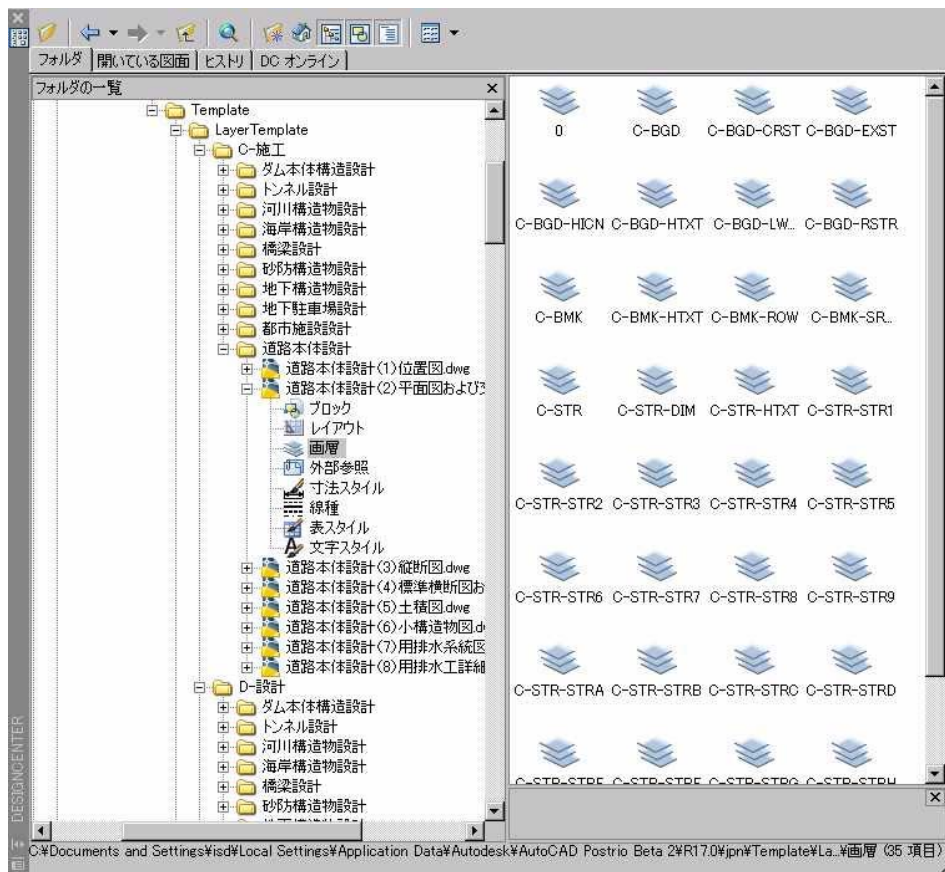 フォルダ 開いている図面 ヒストリ DC オンライン
フォルダの一覧
Template
LayerTemplate
C-施工
ダム本体構造設計
トンネル設計
河川構造物設計
海岸構造物設計
橋梁設計
砂防構造物設計
地下構造物設計
地下駐車場設計
都市施設設計
道路本体設計
道路本体設計(1)位置図.dwg
道路本体設計(2)平面図および
ブロック
レイアウト
画層
外部参照
寸法スタイル
線種
表スタイル
文字スタイル
道路本体設計(3)縦断図.dwg
道路本体設計(4)標準横断図お
道路本体設計(5)土積図.dwg
道路本体設計(6)小構造物図.d
道路本体設計(7)用排水系統図
道路本体設計(8)用排水工詳細
D-設計
ダム本体構造設計
トンネル設計
河川構造物設計
海岸構造物設計
橋梁設計
砂防構造物設計
0 C-BGD C-BGD-CRST C-BGD-EXST
C-BGD-HICN C-BGD-HTXT C-BGD-LW... C-BGD-RSTR
C-BMK C-BMK-HTXT C-BMK-ROW C-BMK-SR...
C-STR C-STR-DIM C-STR-HTXT C-STR-STR1
C-STR-STR2 C-STR-STR3 C-STR-STR4 C-STR-STR5
C-STR-STR6 C-STR-STR7 C-STR-STR8 C-STR-STR9
C-STR-STRA C-STR-STRB C-STR-STRC C-STR-STRD
C-STR-STRE C-STR-STRF C-STR-STRG C-STR-STRH
DESIGNCENTER
C:¥Documents and Settings¥isd¥Local Settings¥Application Data¥Autodesk¥AutoCAD Postrio Beta 2¥R17.0¥jpn¥Template¥La...¥画層 (35 項目)